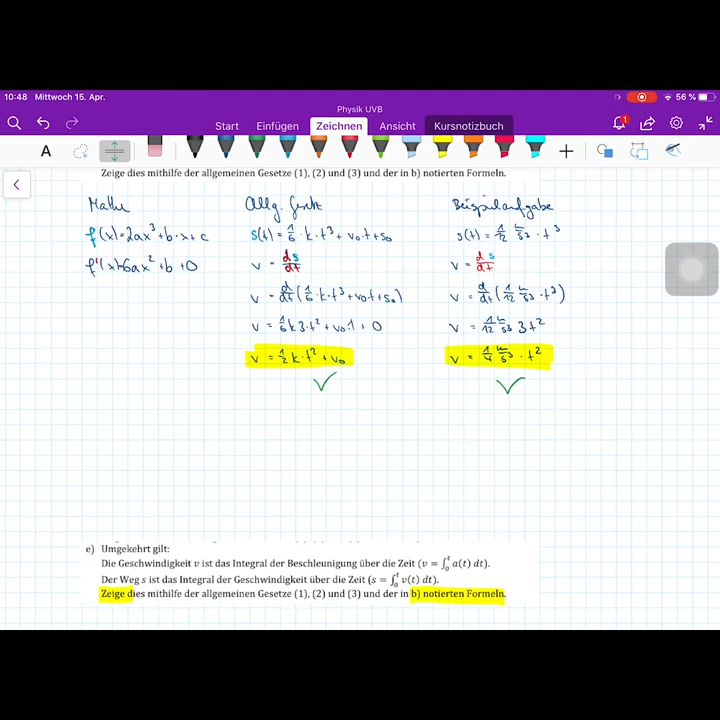 10:48 Mittwoch 15. Apr.
56 %
Physik UVB
Start Einfügen Zeichnen Ansicht Kursnotizbuch
1
A
Zeige dies mithilfe der allgemeinen Gesetze (1), (2) und (3) und der in b) notierten Formeln.
Mathe
f(x)=2ax³+b·x+c
f'(x)=6ax²+b+0
Allg. Gesetz
s(t)=1/6·k·t³+v₀·t+s₀
v = ds/dt
v = d/dt(1/6·k·t³+v₀·t+s₀)
v = 1/6 k 3·t²+v₀·1+0
v = 1/2 k·t²+v₀
Beispielaufgabe
s(t)=1/12 m/s³·t³
v = ds/dt
v = d/dt(1/12 m/s³·t³)
v = 1/12 m/s³ 3t²
v = 1/4 m/s³·t²
e) Umgekehrt gilt:
Die Geschwindigkeit v ist das Integral der Beschleunigung über die Zeit (v = ∫₀ᵗ a(t) dt).
Der Weg s ist das Integral der Geschwindigkeit über die Zeit (s = ∫₀ᵗ v(t) dt).
Zeige dies mithilfe der allgemeinen Gesetze (1), (2) und (3) und der in b) notierten Formeln.